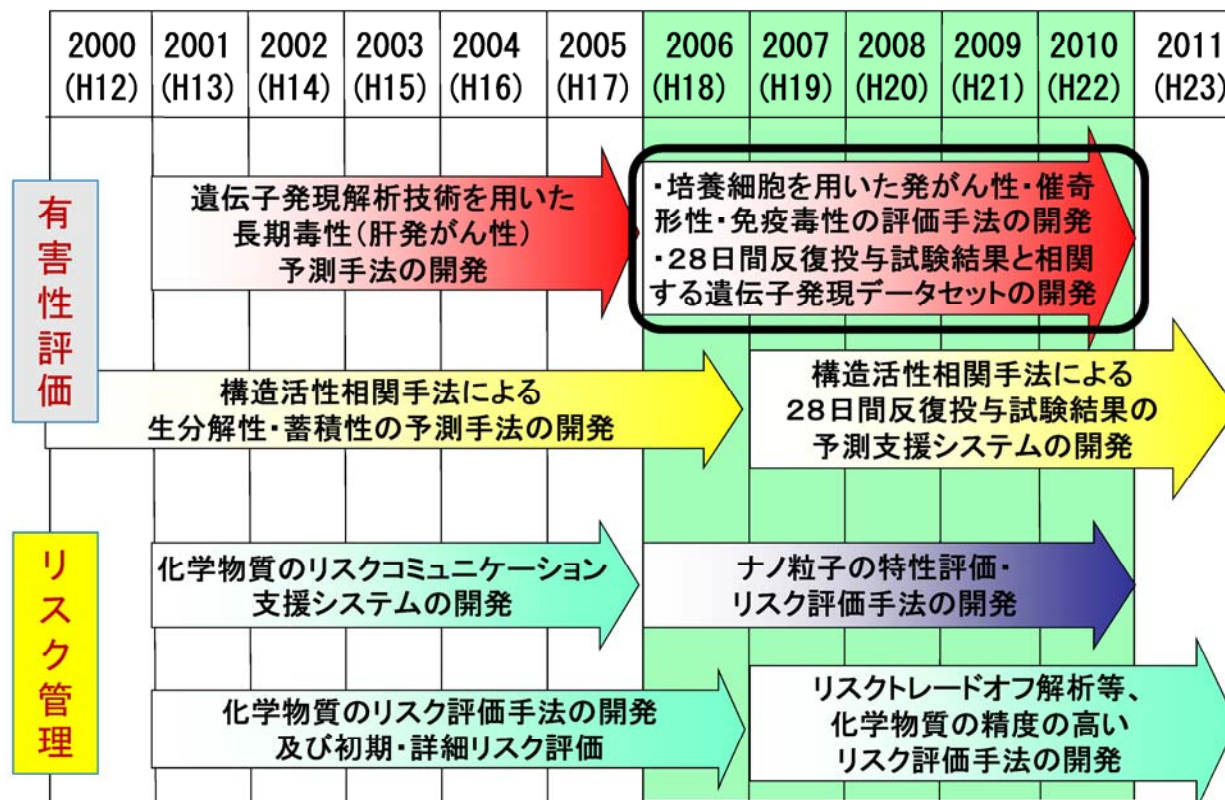 2000 2001 2002 2003 2004 2005 2006 2007 2008 2009 2010 2011
(H12) (H13) (H14) (H15) (H16) (H17) (H18) (H19) (H20) (H21) (H22) (H23)
有害性評価
遺伝子発現解析技術を用いた
長期毒性(肝発がん性)
予測手法の開発
・培養細胞を用いた発がん性・催奇
形性・免疫毒性の評価手法の開発
・28日間反復投与試験結果と相関
する遺伝子発現データセットの開発
構造活性相関手法による
生分解性・蓄積性の予測手法の開発
構造活性相関手法による
28日間反復投与試験結果の
予測支援システムの開発
リスク管理
化学物質のリスクコミュニケーション
支援システムの開発
ナノ粒子の特性評価・
リスク評価手法の開発
化学物質のリスク評価手法の開発
及び初期・詳細リスク評価
リスクトレードオフ解析等、
化学物質の精度の高い
リスク評価手法の開発